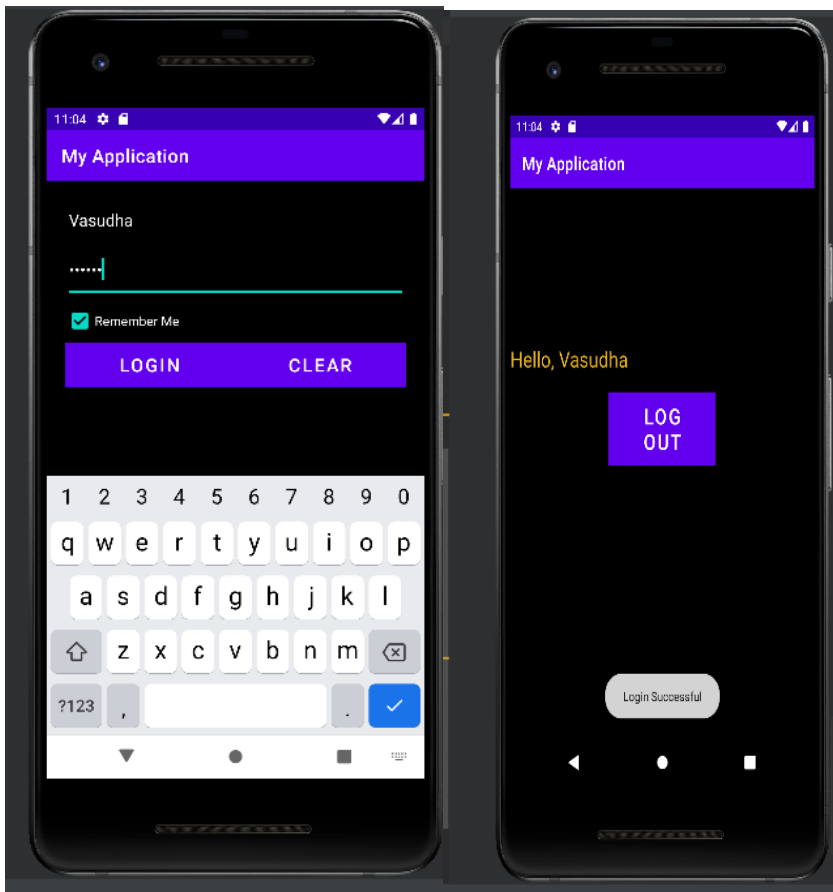 11:04
My Application
Vasudha
••••••
Remember Me
LOGIN CLEAR
1 2 3 4 5 6 7 8 9 0
q w e r t y u i o p
a s d f g h j k l
z x c v b n m
?123 , .
11:04
My Application
Hello, Vasudha
LOG
OUT
Login Successful